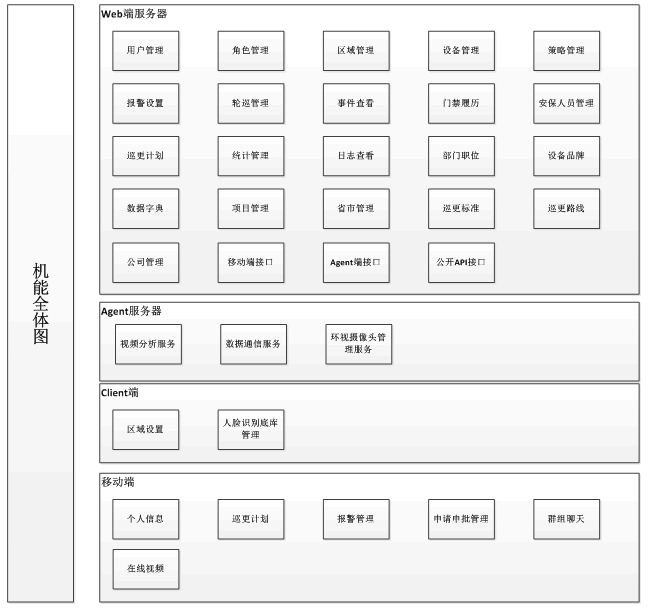 机能全体图
Web端服务器
用户管理
角色管理
区域管理
设备管理
策略管理
报警设置
轮巡管理
事件查看
门禁履历
安保人员管理
巡更计划
统计管理
日志查看
部门职位
设备品牌
数据字典
项目管理
省市管理
巡更标准
巡更路线
公司管理
移动端接口
Agent端接口
公开API接口
Agent服务器
视频分析服务
数据通信服务
环视摄像头管
理服务
Client端
区域设置
人脸识别底库
管理
移动端
个人信息
巡更计划
报警管理
申请申批管理
群组聊天
在线视频